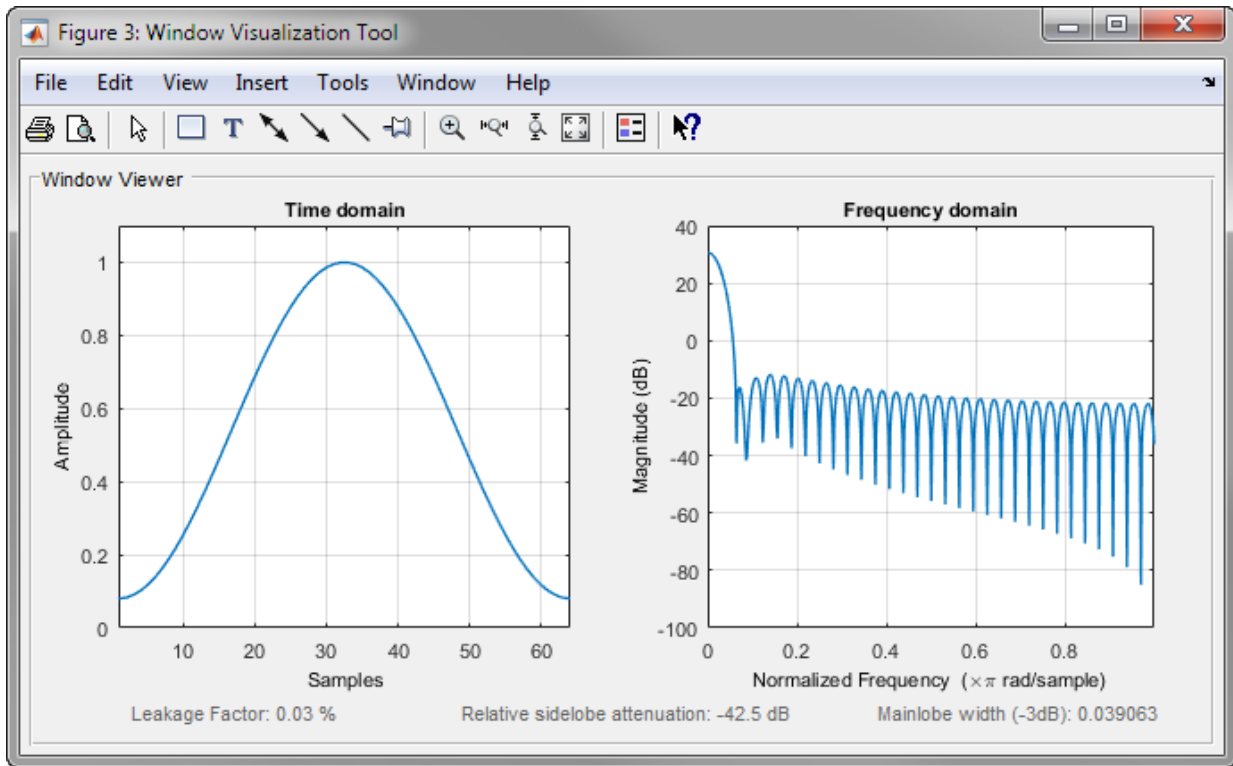 Figure 3: Window Visualization Tool
File Edit View Insert Tools Window Help
T
?
Window Viewer
Time domain
1
0.8
0.6
0.4
0.2
0
Amplitude
10 20 30 40 50 60
Samples
Frequency domain
40
20
0
-20
-40
-60
-80
-100
Magnitude (dB)
0 0.2 0.4 0.6 0.8
Normalized Frequency (×π rad/sample)
Leakage Factor: 0.03 % Relative sidelobe attenuation: -42.5 dB Mainlobe width (-3dB): 0.039063